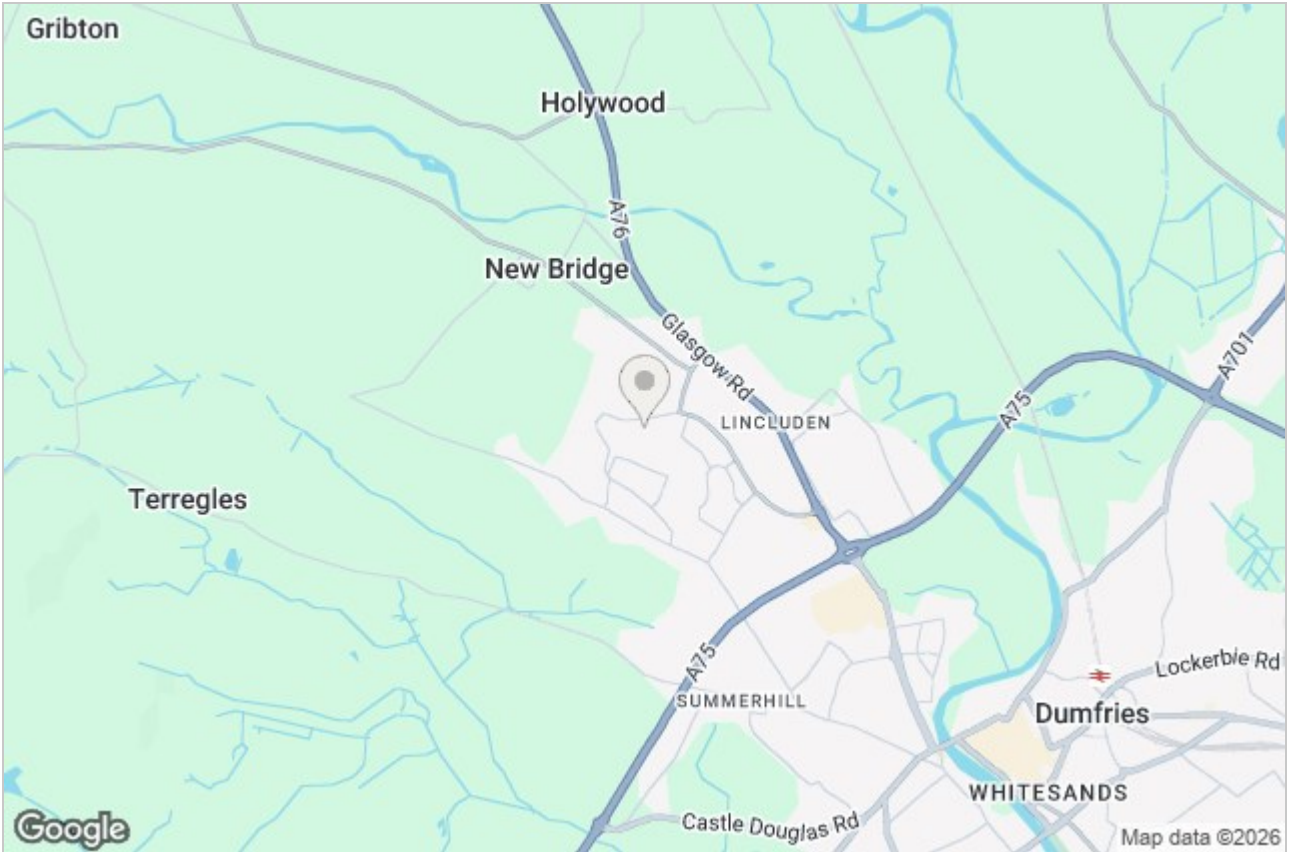 Gribton
Holywood
A76
New Bridge
Glasgow Rd
A701
A75
LINCLUDEN
Terregles
A75
Lockerbie Rd
SUMMERHILL
Dumfries
WHITESANDS
Castle Douglas Rd
Google
Map data ©2026